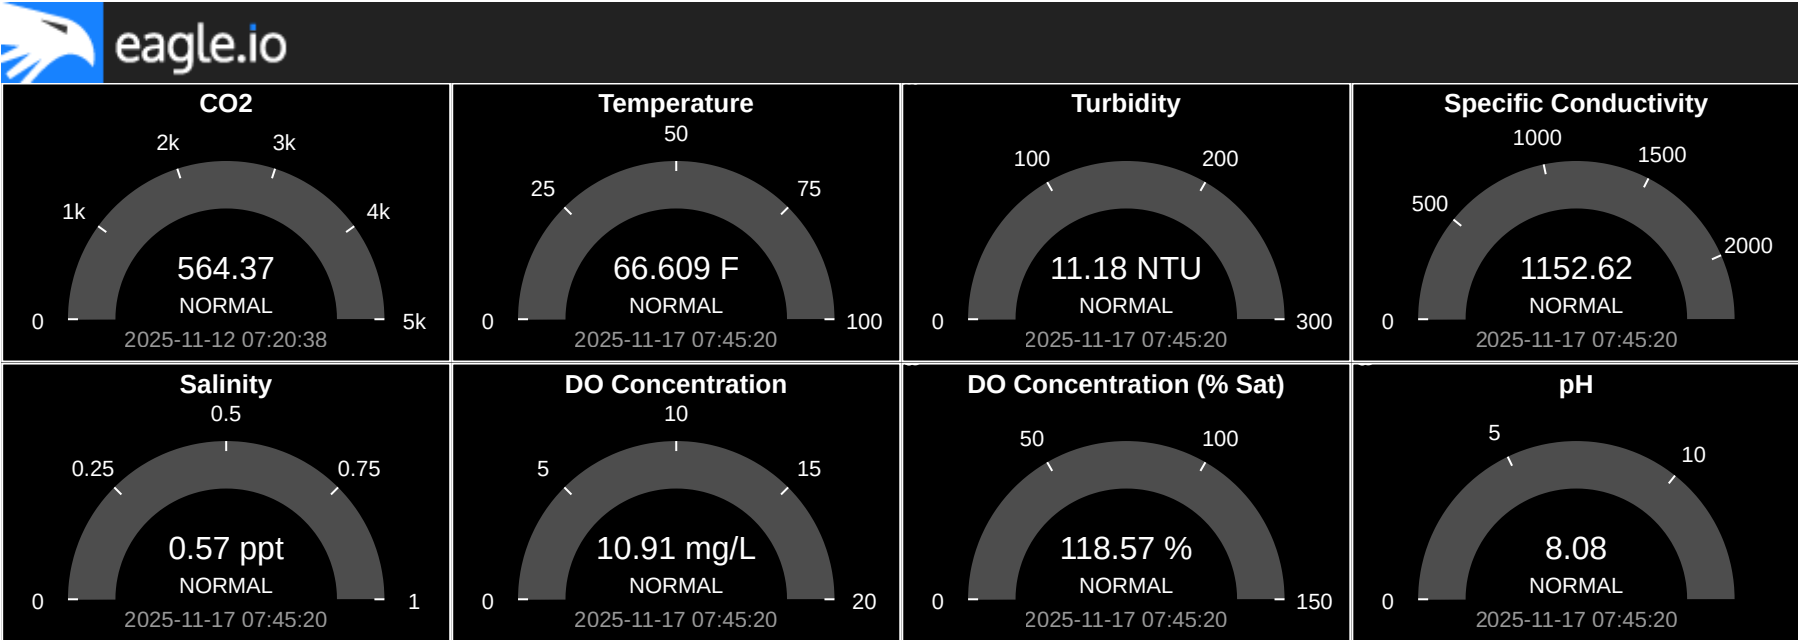 eagle.io
CO2
2k
3k
1k
4k
0
5k
564.37
NORMAL
2025-11-12 07:20:38
Temperature
50
25
75
0
100
66.609 F
NORMAL
2025-11-17 07:45:20
Turbidity
100
200
0
300
11.18 NTU
NORMAL
2025-11-17 07:45:20
Specific Conductivity
1000
1500
500
2000
0
1152.62
NORMAL
2025-11-17 07:45:20
Salinity
0.5
0.25
0.75
0
1
0.57 ppt
NORMAL
2025-11-17 07:45:20
DO Concentration
10
5
15
0
20
10.91 mg/L
NORMAL
2025-11-17 07:45:20
DO Concentration (% Sat)
50
100
0
150
118.57 %
NORMAL
2025-11-17 07:45:20
pH
5
10
0
8.08
NORMAL
2025-11-17 07:45:20